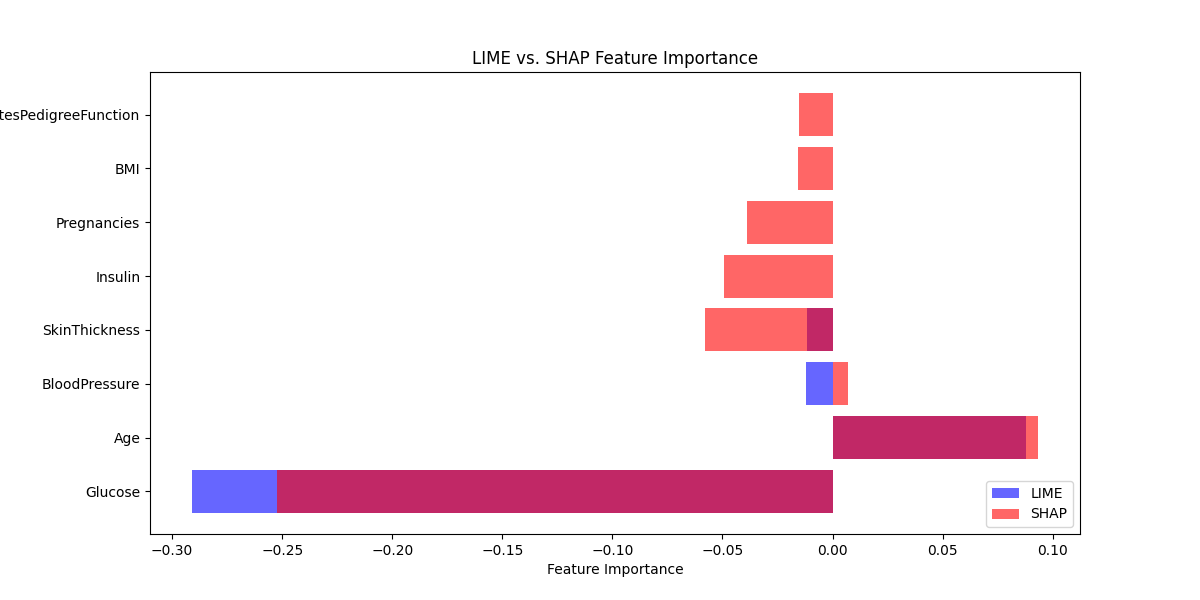 LIME vs. SHAP Feature Importance
tesPedigreeFunction
BMI
Pregnancies
Insulin
SkinThickness
BloodPressure
Age
Glucose
LIME
SHAP
−0.30 −0.25 −0.20 −0.15 −0.10 −0.05 0.00 0.05 0.10
Feature Importance